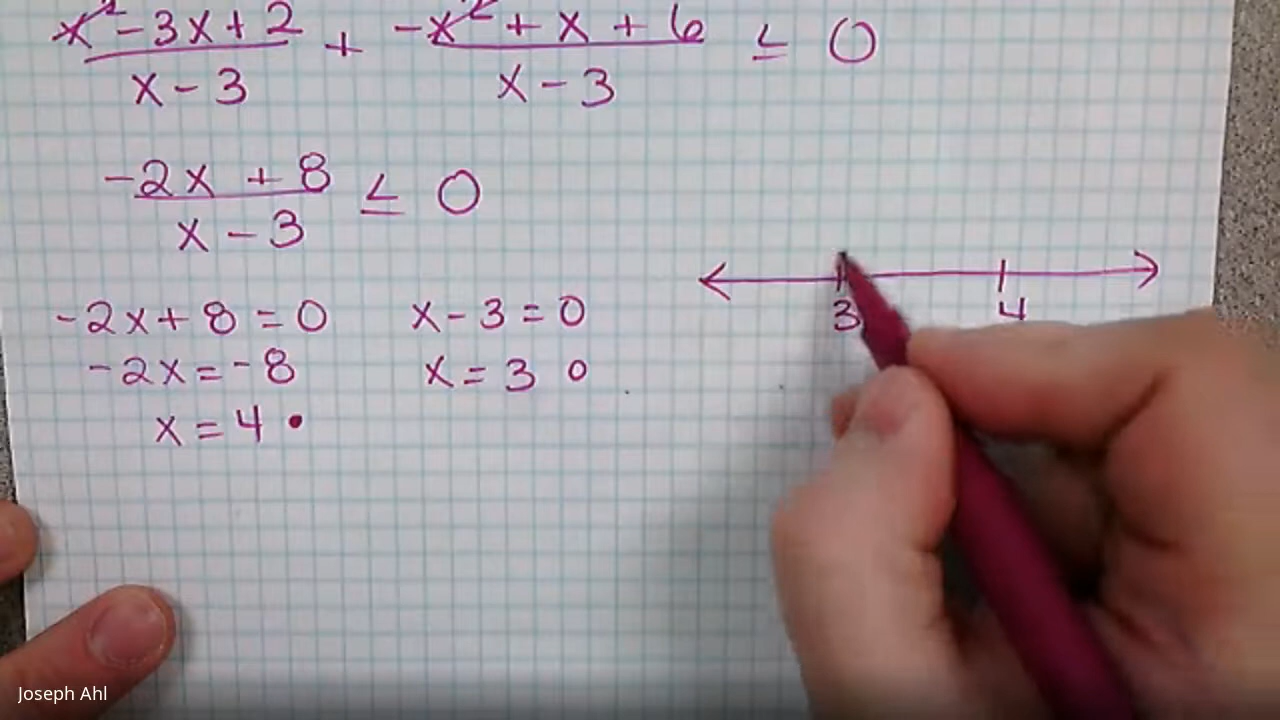 x² - 3x + 2 / x - 3 + -x² + x + 6 / x - 3 ≤ 0
-2x + 8 / x - 3 ≤ 0
-2x + 8 = 0
-2x = -8
x = 4 •
x - 3 = 0
x = 3 o
3 4
Joseph Ahl